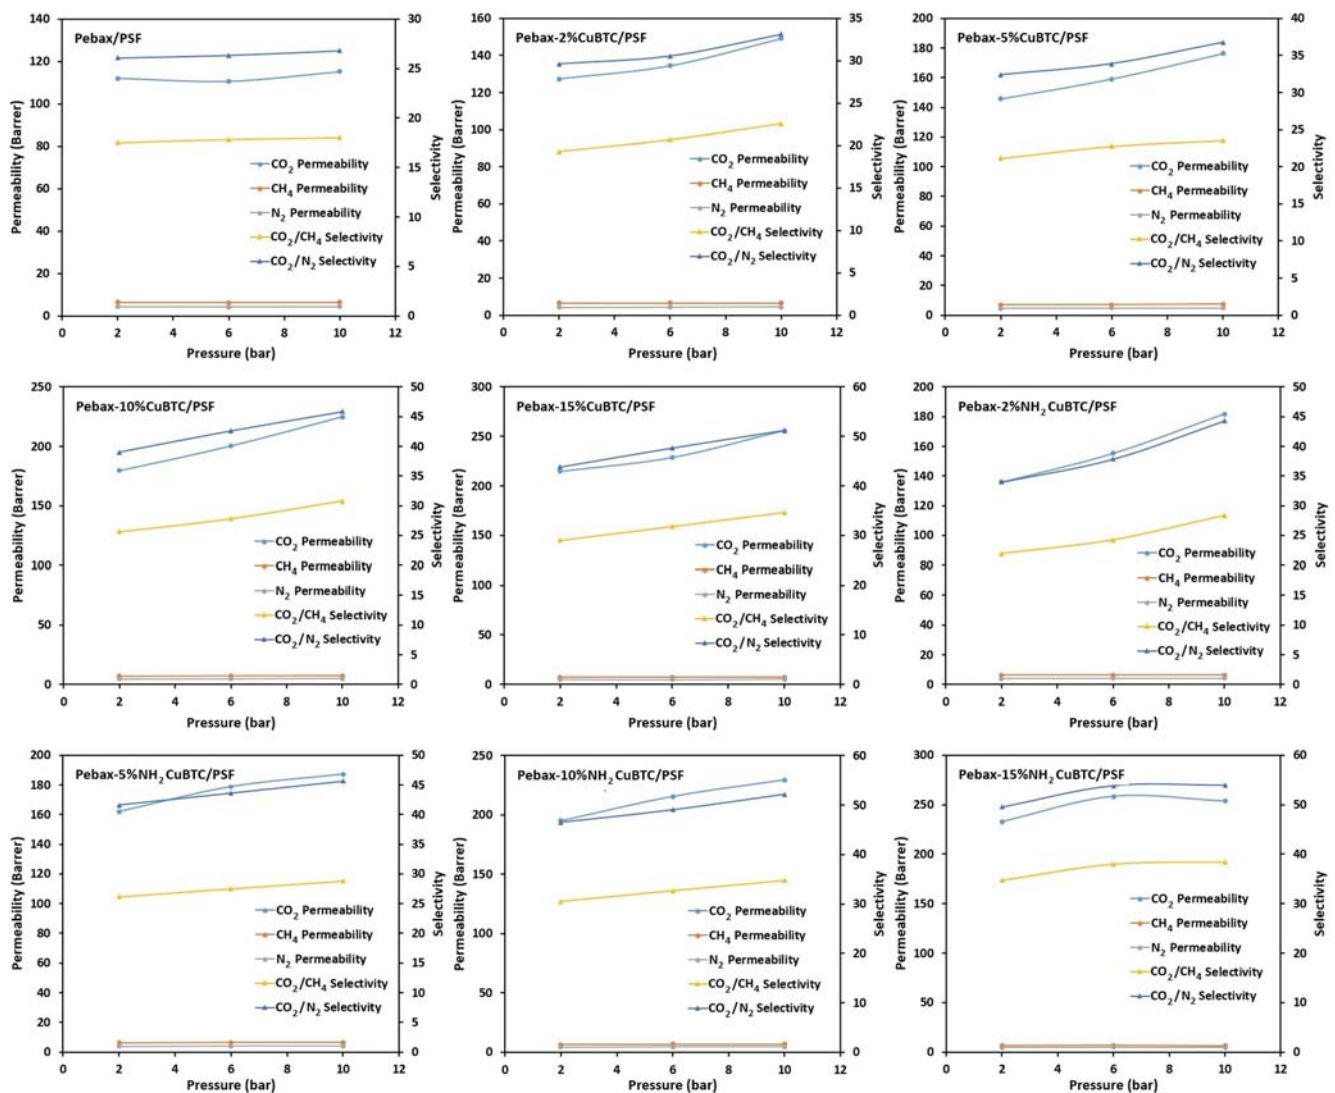 Pebax/PSF
Permeability (Barrer)
140
120
100
80
60
40
20
0
CO2 Permeability
CH4 Permeability
N2 Permeability
CO2/CH4 Selectivity
CO2/N2 Selectivity
30
25
20
15
10
5
0
Selectivity
0 2 4 6 8 10 12
Pressure (bar)
Pebax-2%CuBTC/PSF
Permeability (Barrer)
160
140
120
100
80
60
40
20
0
CO2 Permeability
CH4 Permeability
N2 Permeability
CO2/CH4 Selectivity
CO2/N2 Selectivity
35
30
25
20
15
10
5
0
Selectivity
0 2 4 6 8 10 12
Pressure (bar)
Pebax-5%CuBTC/PSF
Permeability (Barrer)
200
180
160
140
120
100
80
60
40
20
0
CO2 Permeability
CH4 Permeability
N2 Permeability
CO2/CH4 Selectivity
CO2/N2 Selectivity
40
35
30
25
20
15
10
5
0
Selectivity
0 2 4 6 8 10 12
Pressure (bar)
Pebax-10%CuBTC/PSF
Permeability (Barrer)
250
200
150
100
50
0
CO2 Permeability
CH4 Permeability
N2 Permeability
CO2/CH4 Selectivity
CO2/N2 Selectivity
50
45
40
35
30
25
20
15
10
5
0
Selectivity
0 2 4 6 8 10 12
Pressure (bar)
Pebax-15%CuBTC/PSF
Permeability (Barrer)
300
250
200
150
100
50
0
CO2 Permeability
CH4 Permeability
N2 Permeability
CO2/CH4 Selectivity
CO2/N2 Selectivity
60
50
40
30
20
10
0
Selectivity
0 2 4 6 8 10 12
Pressure (bar)
Pebax-2%NH2CuBTC/PSF
Permeability (Barrer)
200
180
160
140
120
100
80
60
40
20
0
CO2 Permeability
CH4 Permeability
N2 Permeability
CO2/CH4 Selectivity
CO2/N2 Selectivity
50
45
40
35
30
25
20
15
10
5
0
Selectivity
0 2 4 6 8 10 12
Pressure (bar)
Pebax-5%NH2CuBTC/PSF
Permeability (Barrer)
200
180
160
140
120
100
80
60
40
20
0
CO2 Permeability
CH4 Permeability
N2 Permeability
CO2/CH4 Selectivity
CO2/N2 Selectivity
50
45
40
35
30
25
20
15
10
5
0
Selectivity
0 2 4 6 8 10 12
Pressure (bar)
Pebax-10%NH2CuBTC/PSF
Permeability (Barrer)
250
200
150
100
50
0
CO2 Permeability
CH4 Permeability
N2 Permeability
CO2/CH4 Selectivity
CO2/N2 Selectivity
60
50
40
30
20
10
0
Selectivity
0 2 4 6 8 10 12
Pressure (bar)
Pebax-15%NH2CuBTC/PSF
Permeability (Barrer)
300
250
200
150
100
50
0
CO2 Permeability
CH4 Permeability
N2 Permeability
CO2/CH4 Selectivity
CO2/N2 Selectivity
60
50
40
30
20
10
0
Selectivity
0 2 4 6 8 10 12
Pressure (bar)